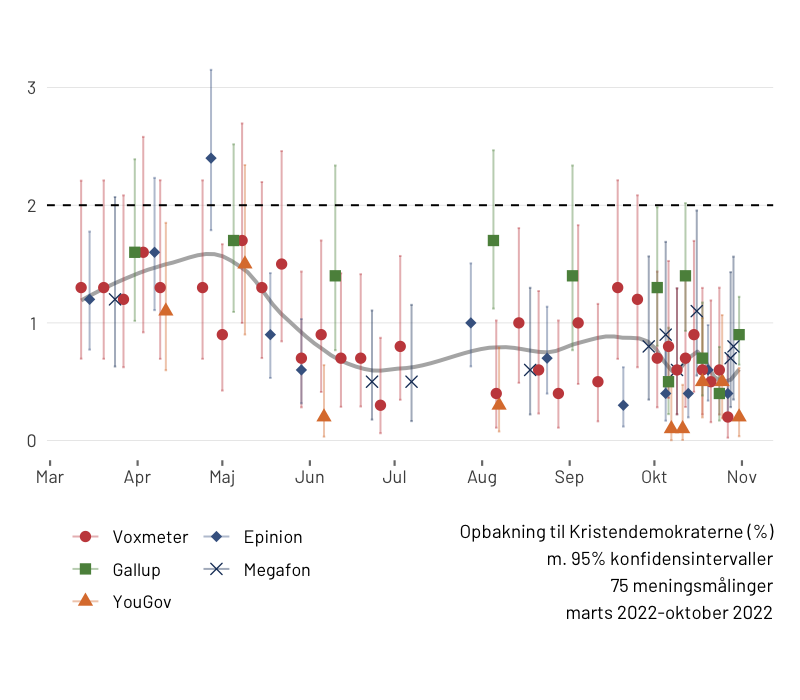 3
2
1
0
Mar Apr Maj Jun Jul Aug Sep Okt Nov
Voxmeter Epinion
Gallup Megafon
YouGov
Opbakning til Kristendemokraterne (%)
m. 95% konfidensintervaller
75 meningsmålinger
marts 2022-oktober 2022